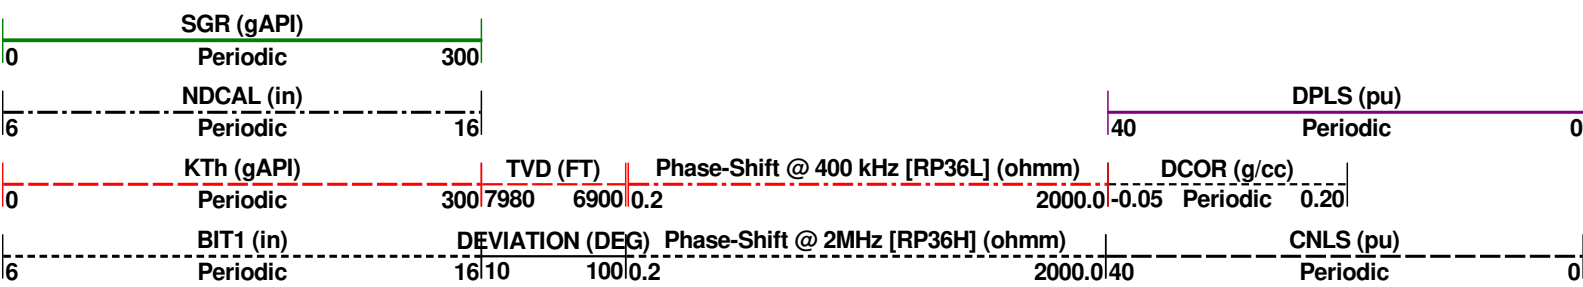 SGR (gAPI)
0 Periodic 300
NDCAL (in) DPLS (pu)
6 Periodic 16 40 Periodic 0
KTh (gAPI) TVD (FT) Phase-Shift @ 400 kHz [RP36L] (ohmm) DCOR (g/cc)
0 Periodic 300 7980 6900 0.2 2000.0 -0.05 Periodic 0.20
BIT1 (in) DEVIATION (DEG) Phase-Shift @ 2MHz [RP36H] (ohmm) CNLS (pu)
6 Periodic 16 10 100 0.2 2000.0 40 Periodic 0